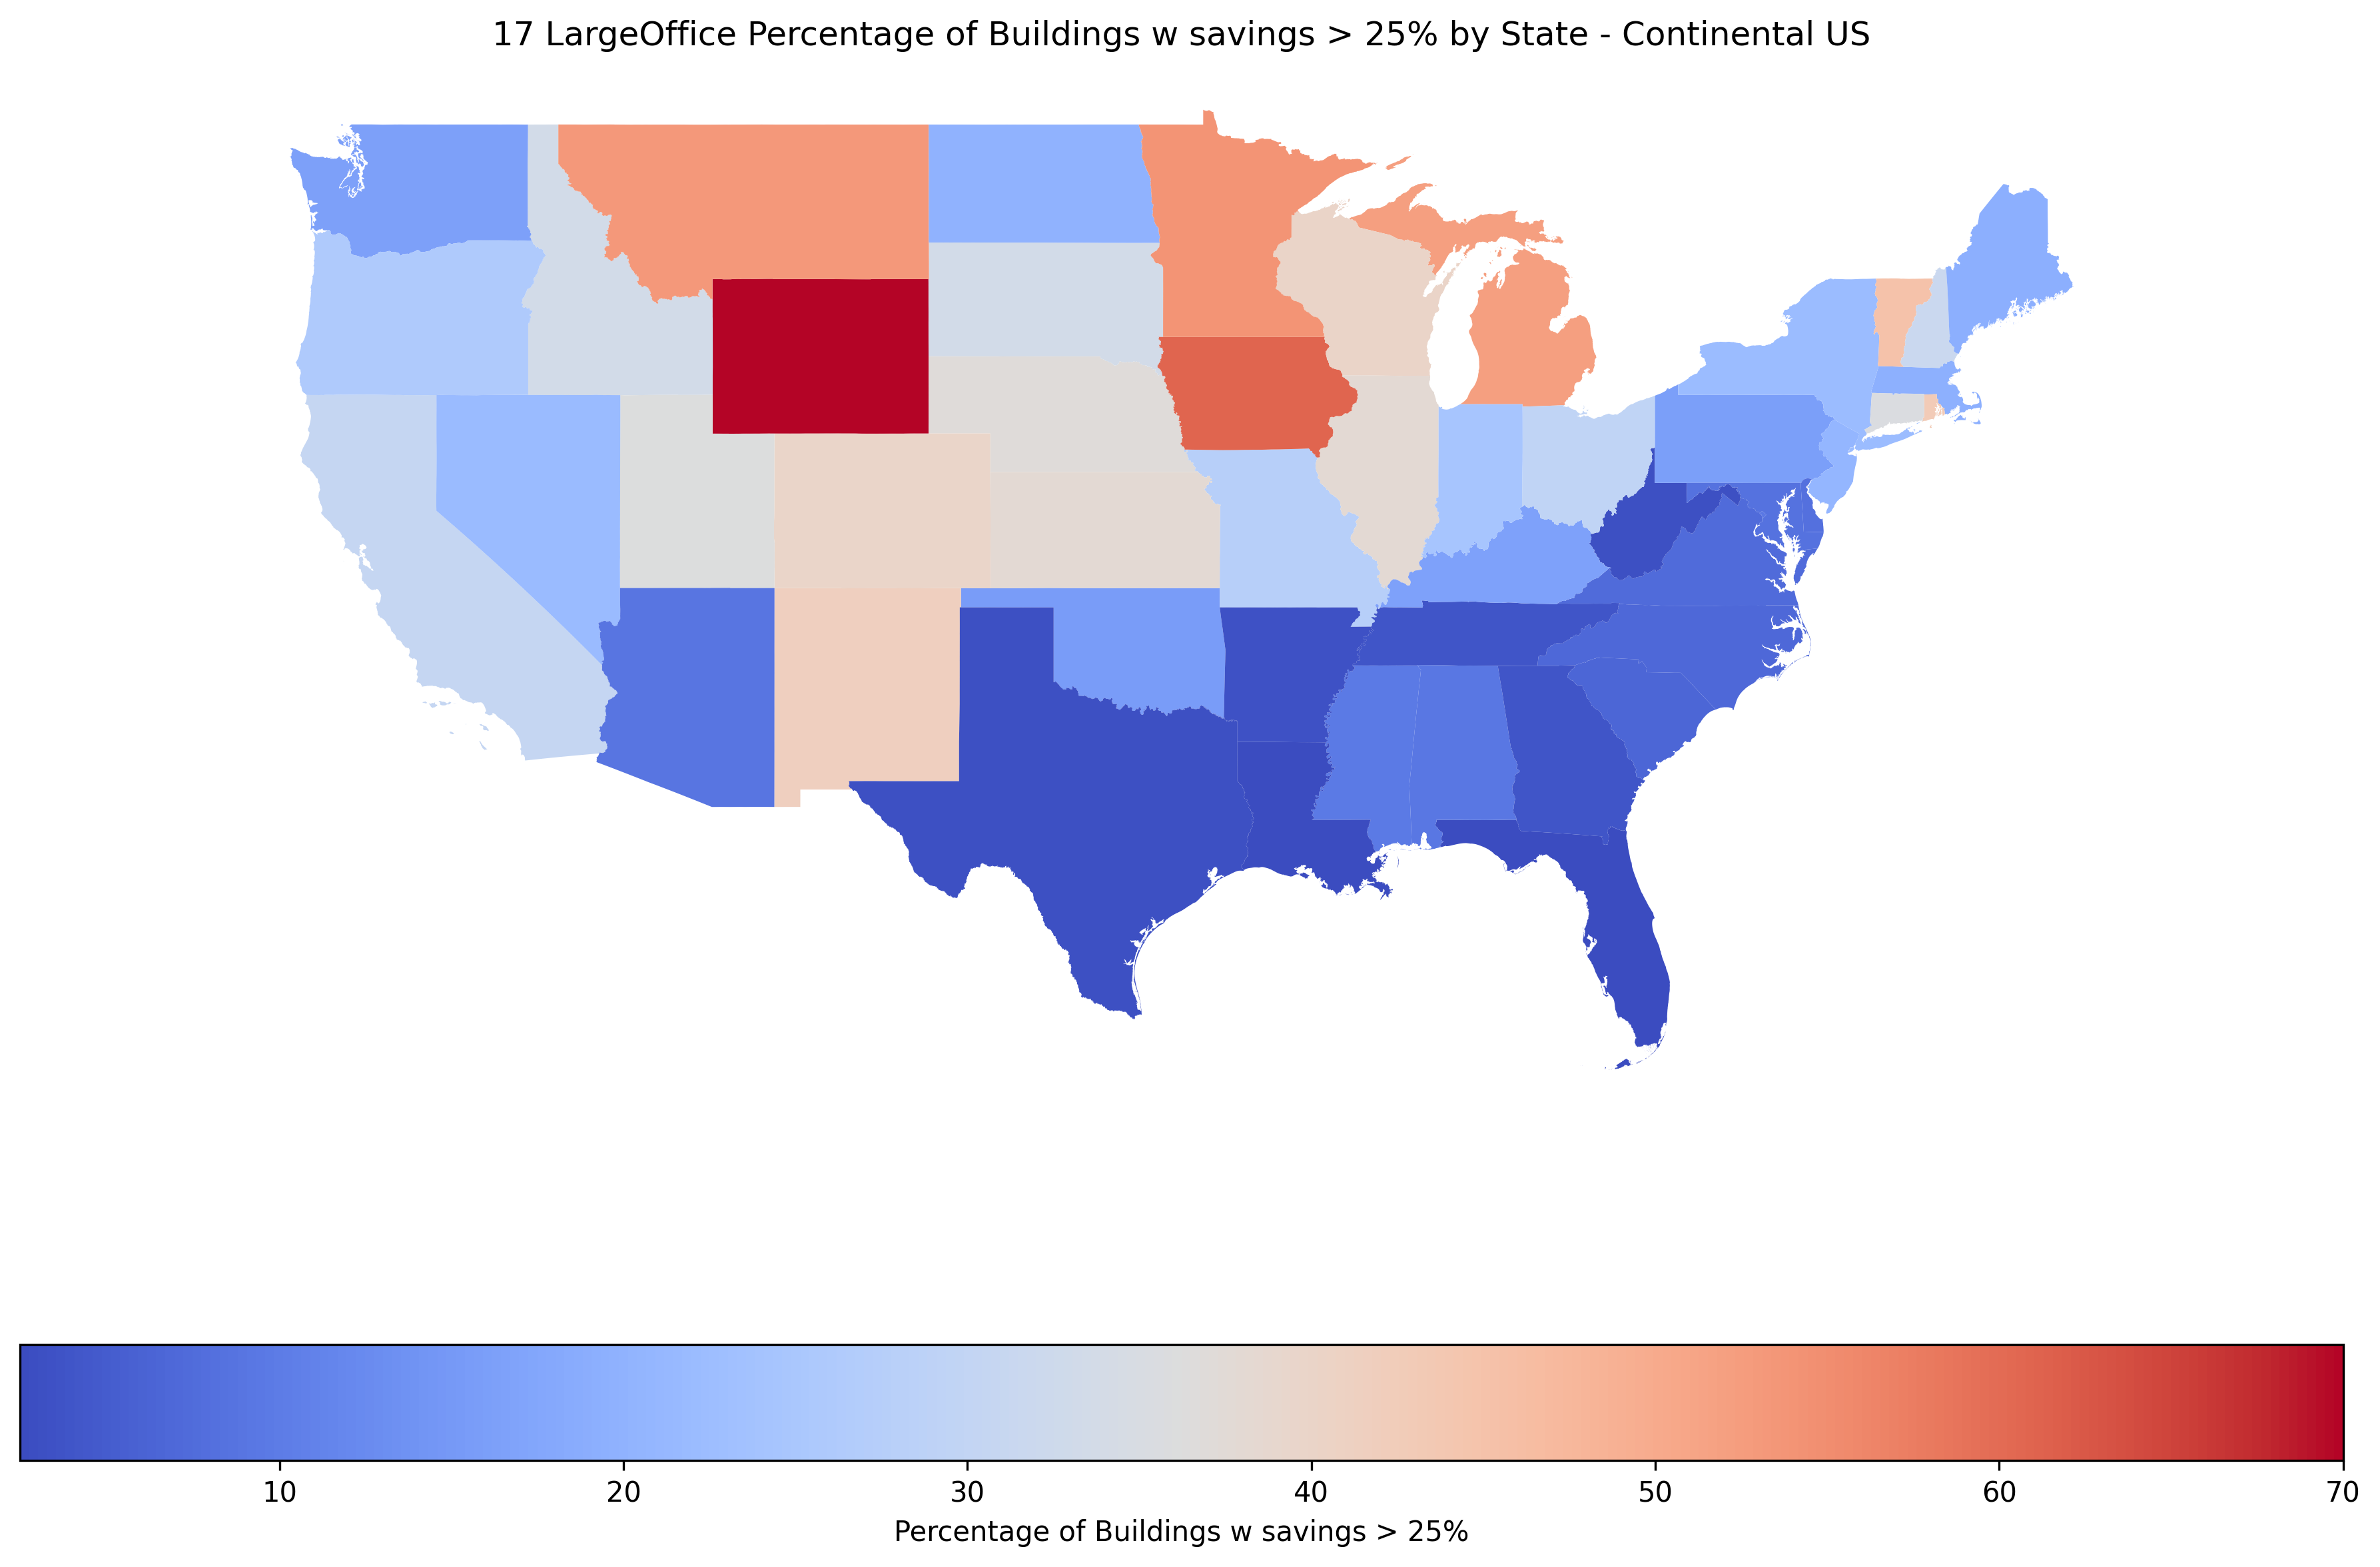 17 LargeOffice Percentage of Buildings w savings > 25% by State - Continental US
10 20 30 40 50 60 70
Percentage of Buildings w savings > 25%